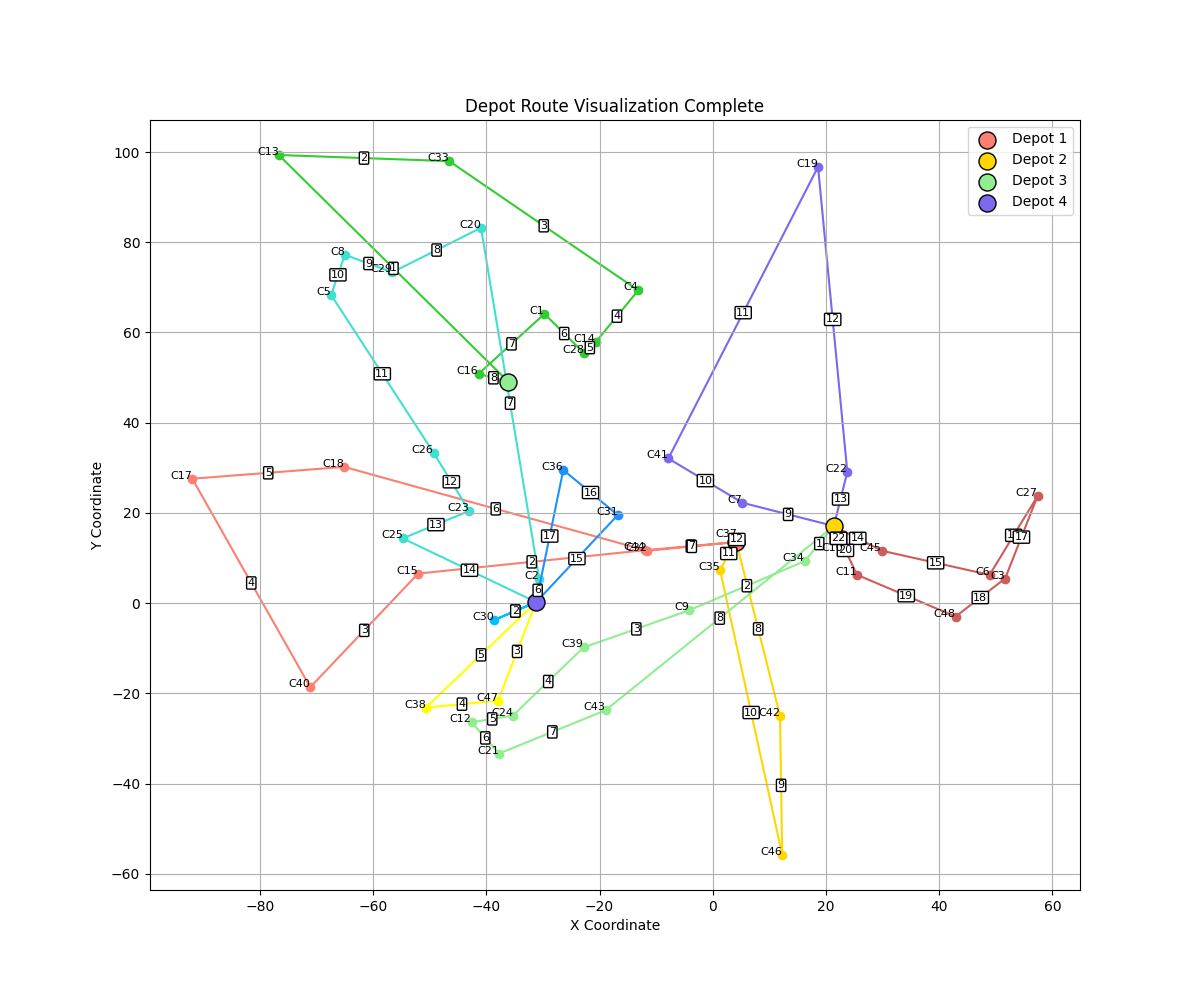 Depot Route Visualization Complete
Depot 1
Depot 2
Depot 3
Depot 4
100
80
60
40
20
0
−20
−40
−60
−80
−60
−40
−20
0
20
40
60
X Coordinate
Y Coordinate
C13
2
C33
C19
3
C20
8
C8
9
C29
1
10
C5
C4
C1
6
4
C14
C28
5
7
C16
8
11
7
11
12
C26
C36
C41
C22
C17
5
C18
12
16
10
C7
13
C23
6
C31
9
C27
13
17
C25
15
2
14
C37
12
7
11
C34
1
22
14
20
C45
17
C15
C2
C35
15
C6
C3
4
6
2
C11
19
18
C30
2
C9
C48
3
8
8
3
5
3
C39
C40
4
C47
C38
4
C24
C12
5
C43
10
C42
6
7
C21
9
C46